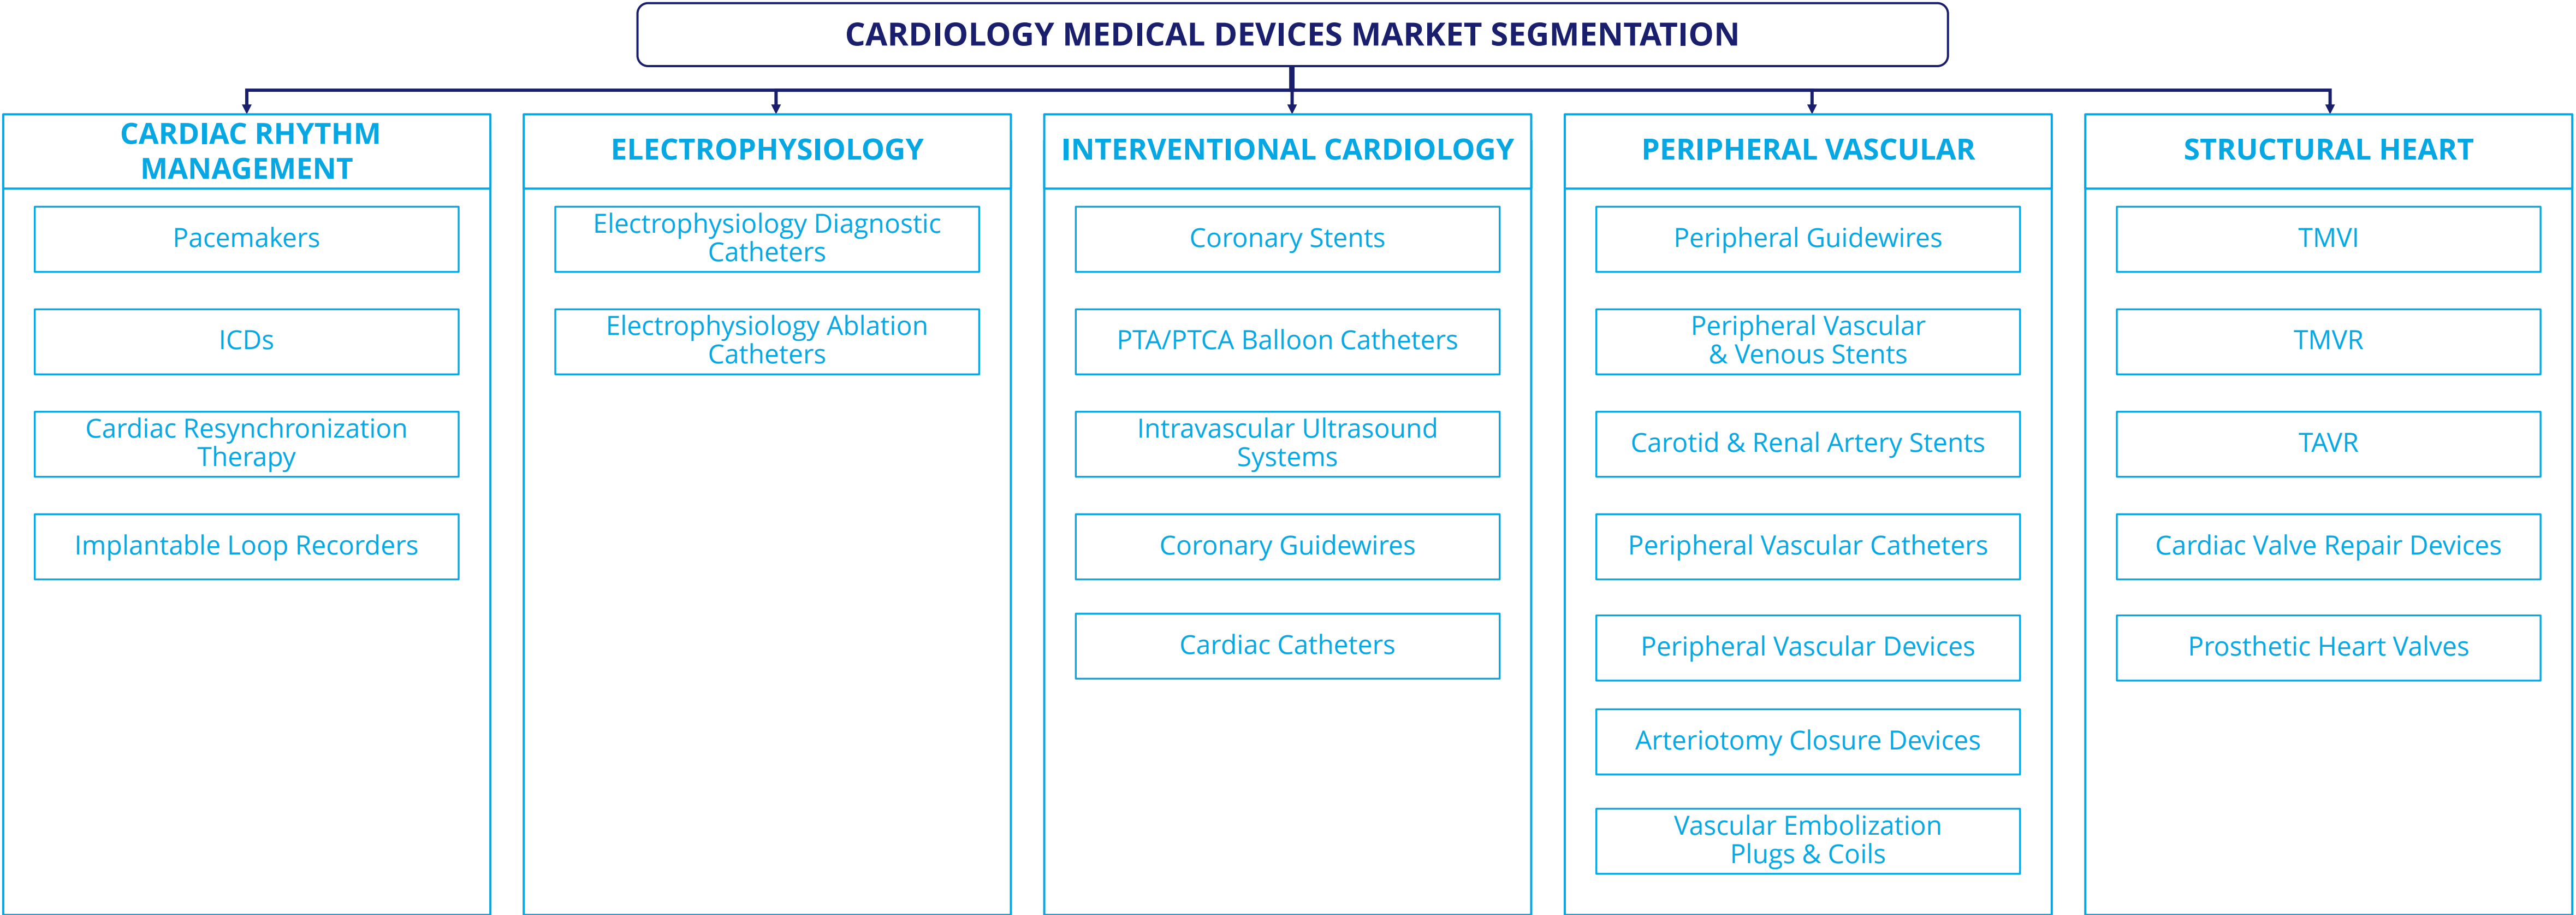 CARDIOLOGY MEDICAL DEVICES MARKET SEGMENTATION
CARDIAC RHYTHM
MANAGEMENT
Pacemakers
ICDs
Cardiac Resynchronization
Therapy
Implantable Loop Recorders
ELECTROPHYSIOLOGY
Electrophysiology Diagnostic
Catheters
Electrophysiology Ablation
Catheters
INTERVENTIONAL CARDIOLOGY
Coronary Stents
PTA/PTCA Balloon Catheters
Intravascular Ultrasound
Systems
Coronary Guidewires
Cardiac Catheters
PERIPHERAL VASCULAR
Peripheral Guidewires
Peripheral Vascular
& Venous Stents
Carotid & Renal Artery Stents
Peripheral Vascular Catheters
Peripheral Vascular Devices
Arteriotomy Closure Devices
Vascular Embolization
Plugs & Coils
STRUCTURAL HEART
TMVI
TMVR
TAVR
Cardiac Valve Repair Devices
Prosthetic Heart Valves